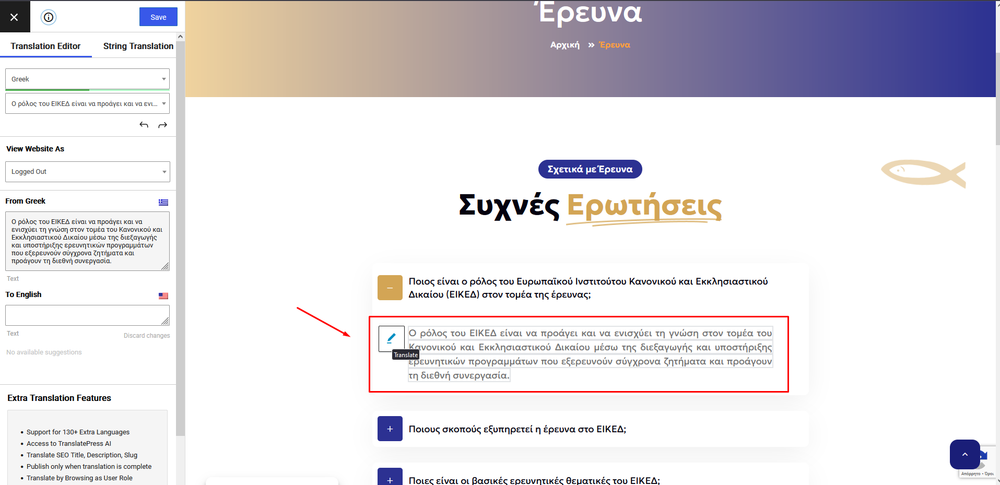 Save
Translation Editor
String Translation
Greek
Ο ρόλος του ΕΙΚΕΔ είναι να προάγει και να ενι...
View Website As
Logged Out
From Greek
Ο ρόλος του ΕΙΚΕΔ είναι να προάγει και να
ενισχύει τη γνώση στον τομέα του Κανονικού και
Εκκλησιαστικού Δικαίου μέσω της διεξαγωγής
και υποστήριξης ερευνητικών προγραμμάτων
που εξερευνούν σύγχρονα ζητήματα και
προάγουν τη διεθνή συνεργασία.
Text
To English
Text
Discard changes
No available suggestions
Extra Translation Features
• Support for 130+ Extra Languages
• Access to TranslatePress AI
• Translate SEO Title, Description, Slug
• Publish only when translation is complete
• Translate by Browsing as User Role
Έρευνα
Αρχική » Έρευνα
Σχετικά με Έρευνα
Συχνές Ερωτήσεις
Ποιος είναι ο ρόλος του Ευρωπαϊκού Ινστιτούτου Κανονικού και Εκκλησιαστικού
Δικαίου (ΕΙΚΕΔ) στον τομέα της έρευνας;
Ο ρόλος του ΕΙΚΕΔ είναι να προάγει και να ενισχύει τη γνώση στον τομέα του
Κανονικού και Εκκλησιαστικού Δικαίου μέσω της διεξαγωγής και υποστήριξης
ερευνητικών προγραμμάτων που εξερευνούν σύγχρονα ζητήματα και προάγουν
τη διεθνή συνεργασία.
Translate
Ποιους σκοπούς εξυπηρετεί η έρευνα στο ΕΙΚΕΔ;
Ποιες είναι οι βασικές ερευνητικές θεματικές του ΕΙΚΕΔ;
Απόρρητο - Όροι